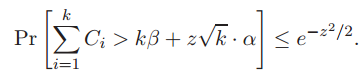 Pr [ ∑_{i=1}^{k} C_i > kβ + z√k · α ] ≤ e^{−z²/2}.